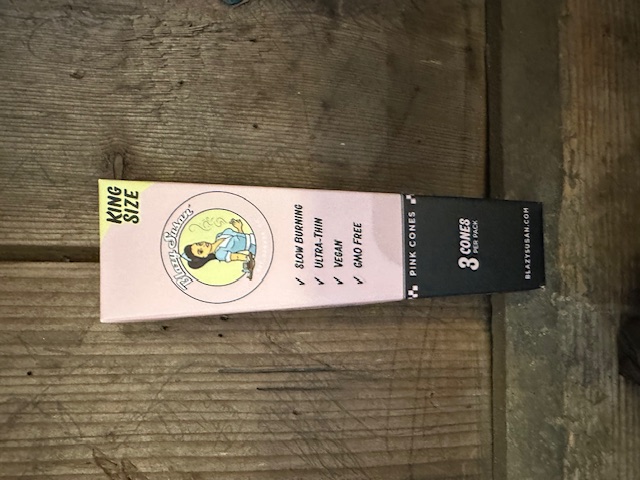 KING
SIZE
Blazy Susan
✓ SLOW BURNING
✓ ULTRA-THIN
✓ VEGAN
✓ GMO FREE
PINK CONES
3 CONES
PER PACK
BLAZYSUSAN.COM